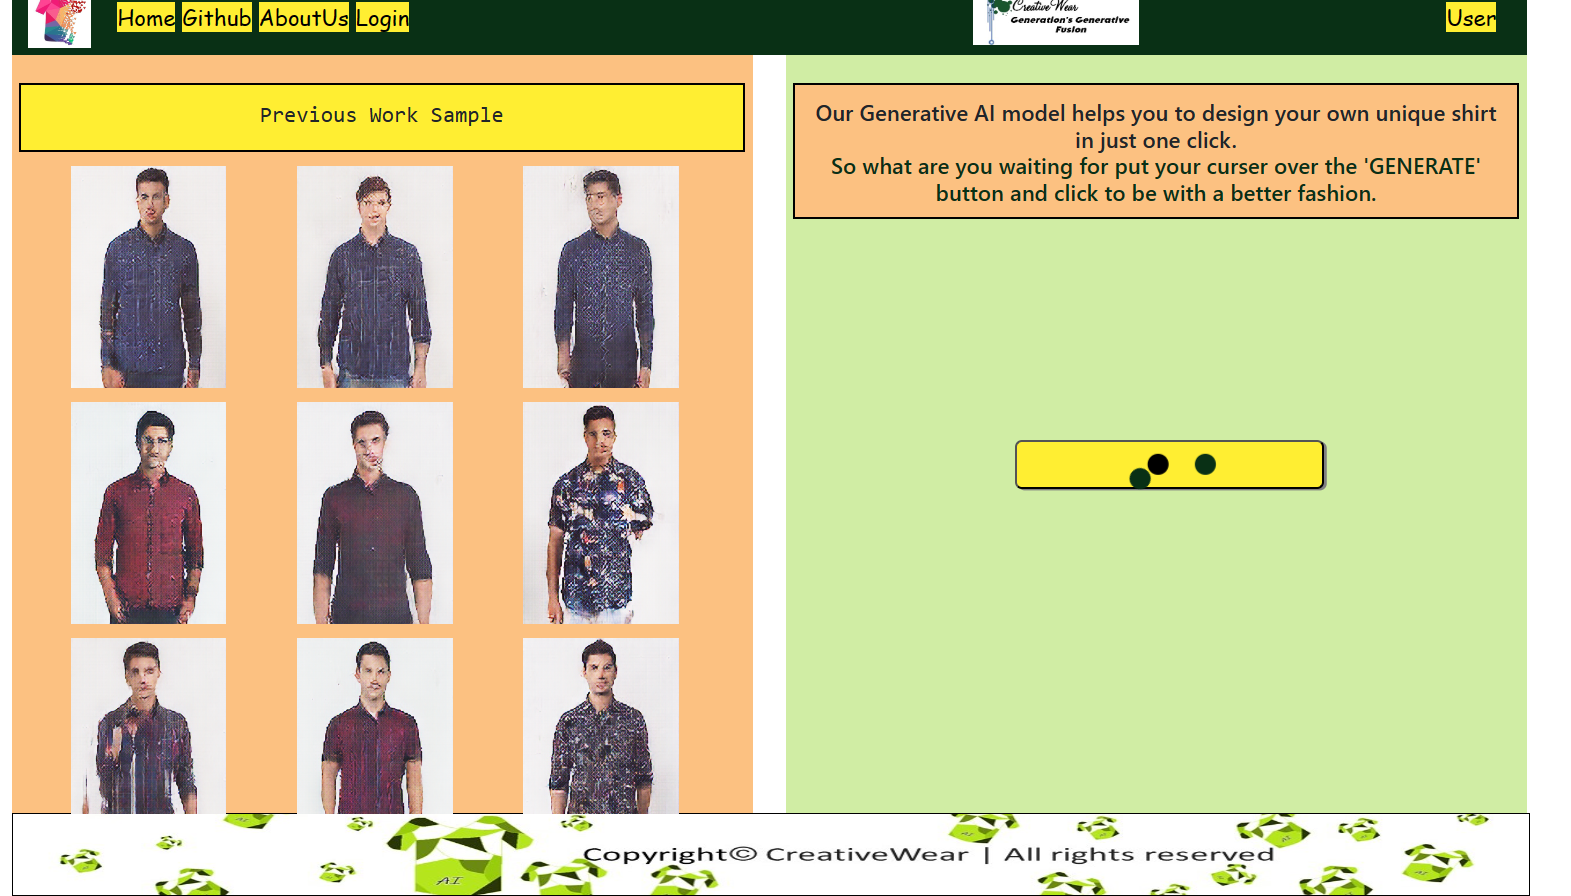 Home Github AboutUs Login
Creative Wear
Generation's Generative
Fusion
User
Previous Work Sample
Our Generative AI model helps you to design your own unique shirt
in just one click.
So what are you waiting for put your curser over the 'GENERATE'
button and click to be with a better fashion.
Copyright© CreativeWear | All rights reserved
AI